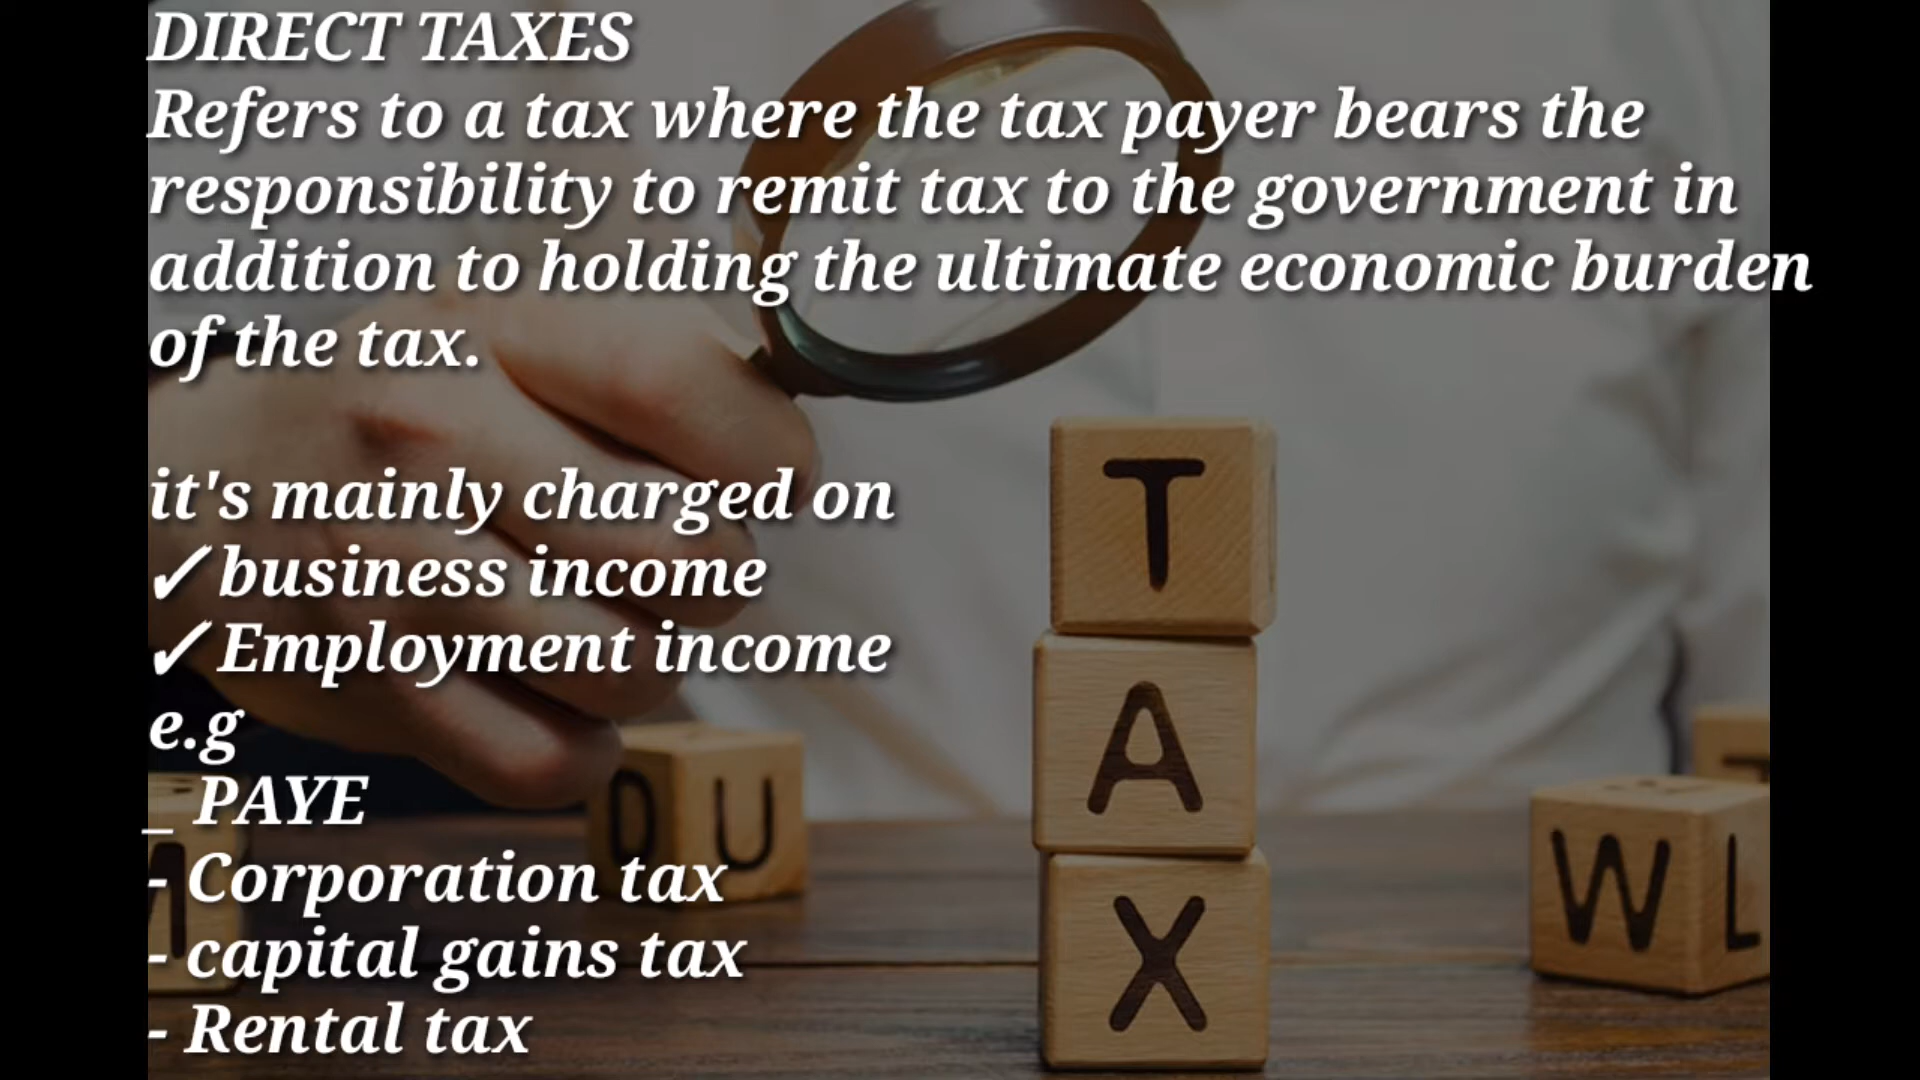 DIRECT TAXES
Refers to a tax where the tax payer bears the
responsibility to remit tax to the government in
addition to holding the ultimate economic burden
of the tax.
it's mainly charged on
✓ business income
✓ Employment income
e.g
_ PAYE
- Corporation tax
- capital gains tax
- Rental tax
T
A
X
D U
W L